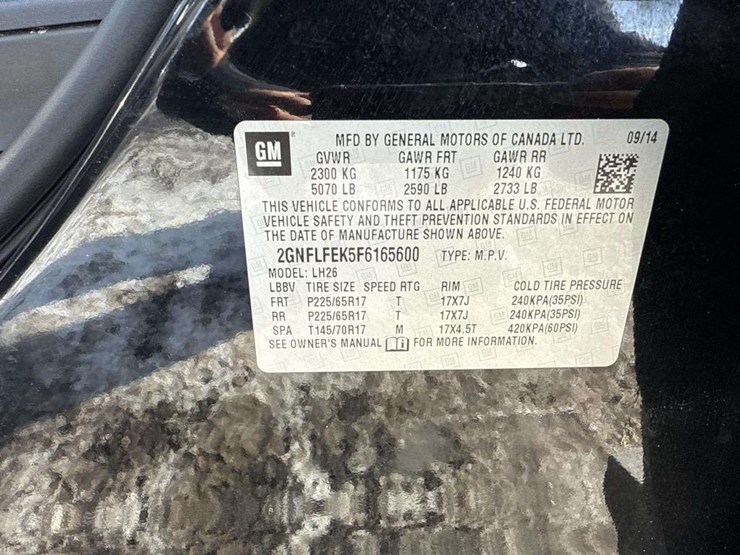 GM
MFD BY GENERAL MOTORS OF CANADA LTD. 09/14
GVWR GAWR FRT GAWR RR
2300 KG 1175 KG 1240 KG
5070 LB 2590 LB 2733 LB
THIS VEHICLE CONFORMS TO ALL APPLICABLE U.S. FEDERAL MOTOR
VEHICLE SAFETY AND THEFT PREVENTION STANDARDS IN EFFECT ON
THE DATE OF MANUFACTURE SHOWN ABOVE.
2GNFLFEK5F6165600 TYPE: M.P.V.
MODEL: LH26
LBBV TIRE SIZE SPEED RTG RIM COLD TIRE PRESSURE
FRT P225/65R17 T 17X7J 240KPA(35PSI)
RR P225/65R17 T 17X7J 240KPA(35PSI)
SPA T145/70R17 M 17X4.5T 420KPA(60PSI)
SEE OWNER'S MANUAL FOR MORE INFORMATION.